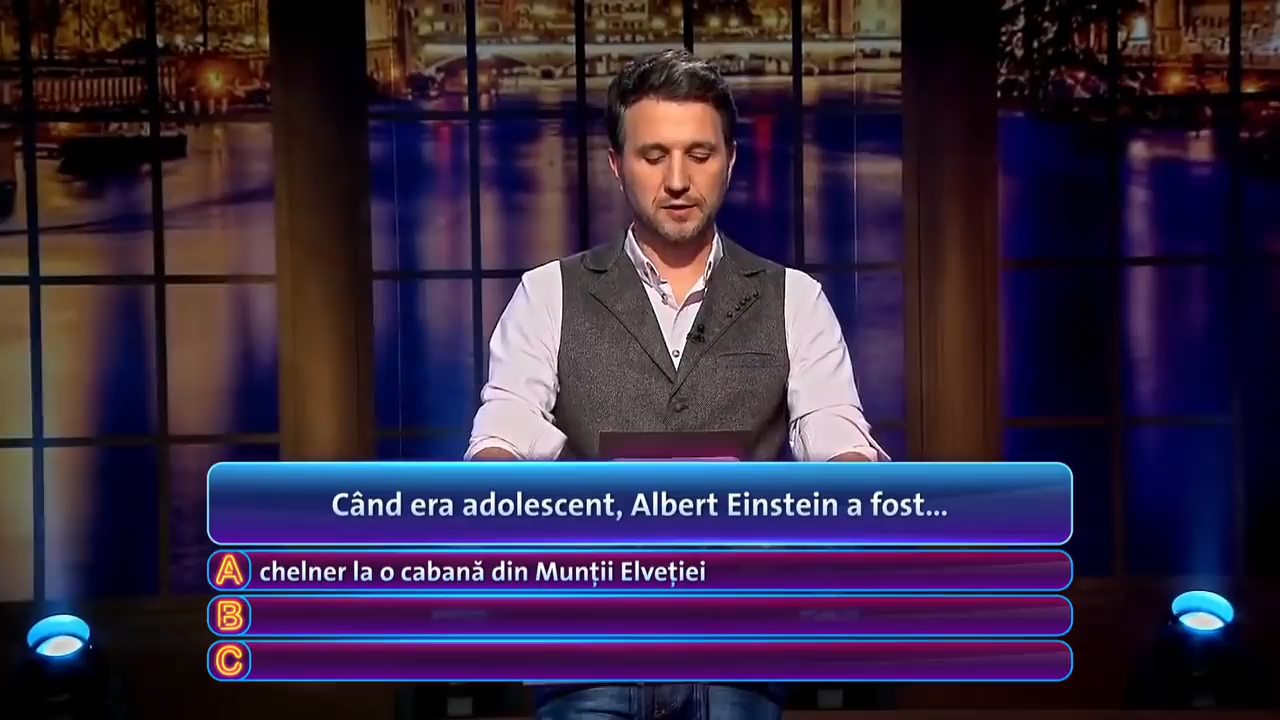 Când era adolescent, Albert Einstein a fost...
A chelner la o cabană din Munții Elveției
B
C